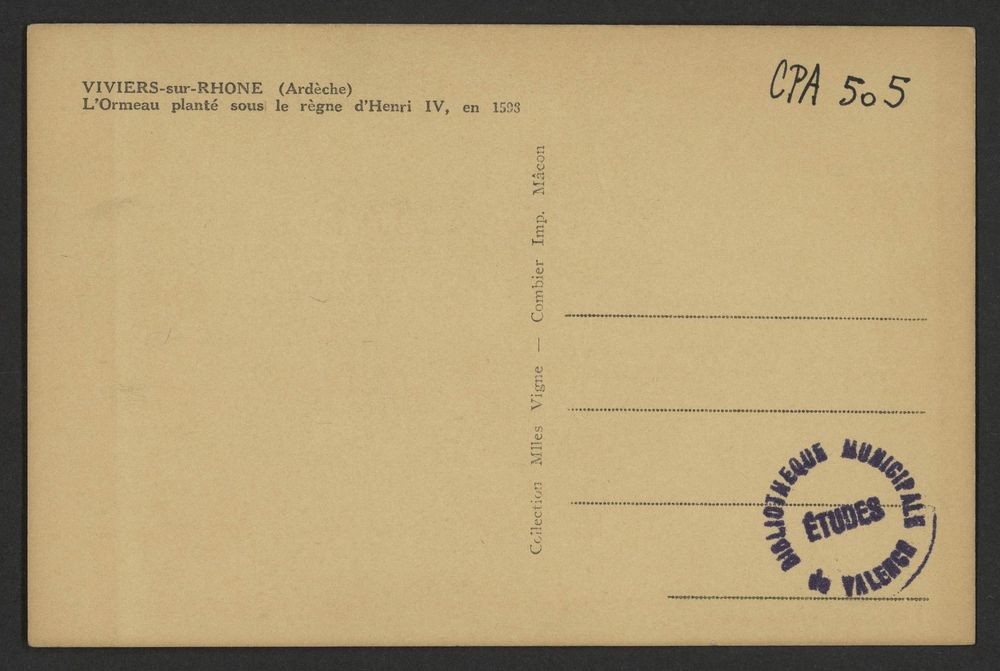 VIVIERS-sur-RHONE (Ardèche)
L'Ormeau planté sous le règne d'Henri IV, en 1598
CPA 505
Collection Mlles Vigne — Combier Imp. Mâcon
BIBLIOTHEQUE MUNICIPALE
de VALENCE
ÉTUDES